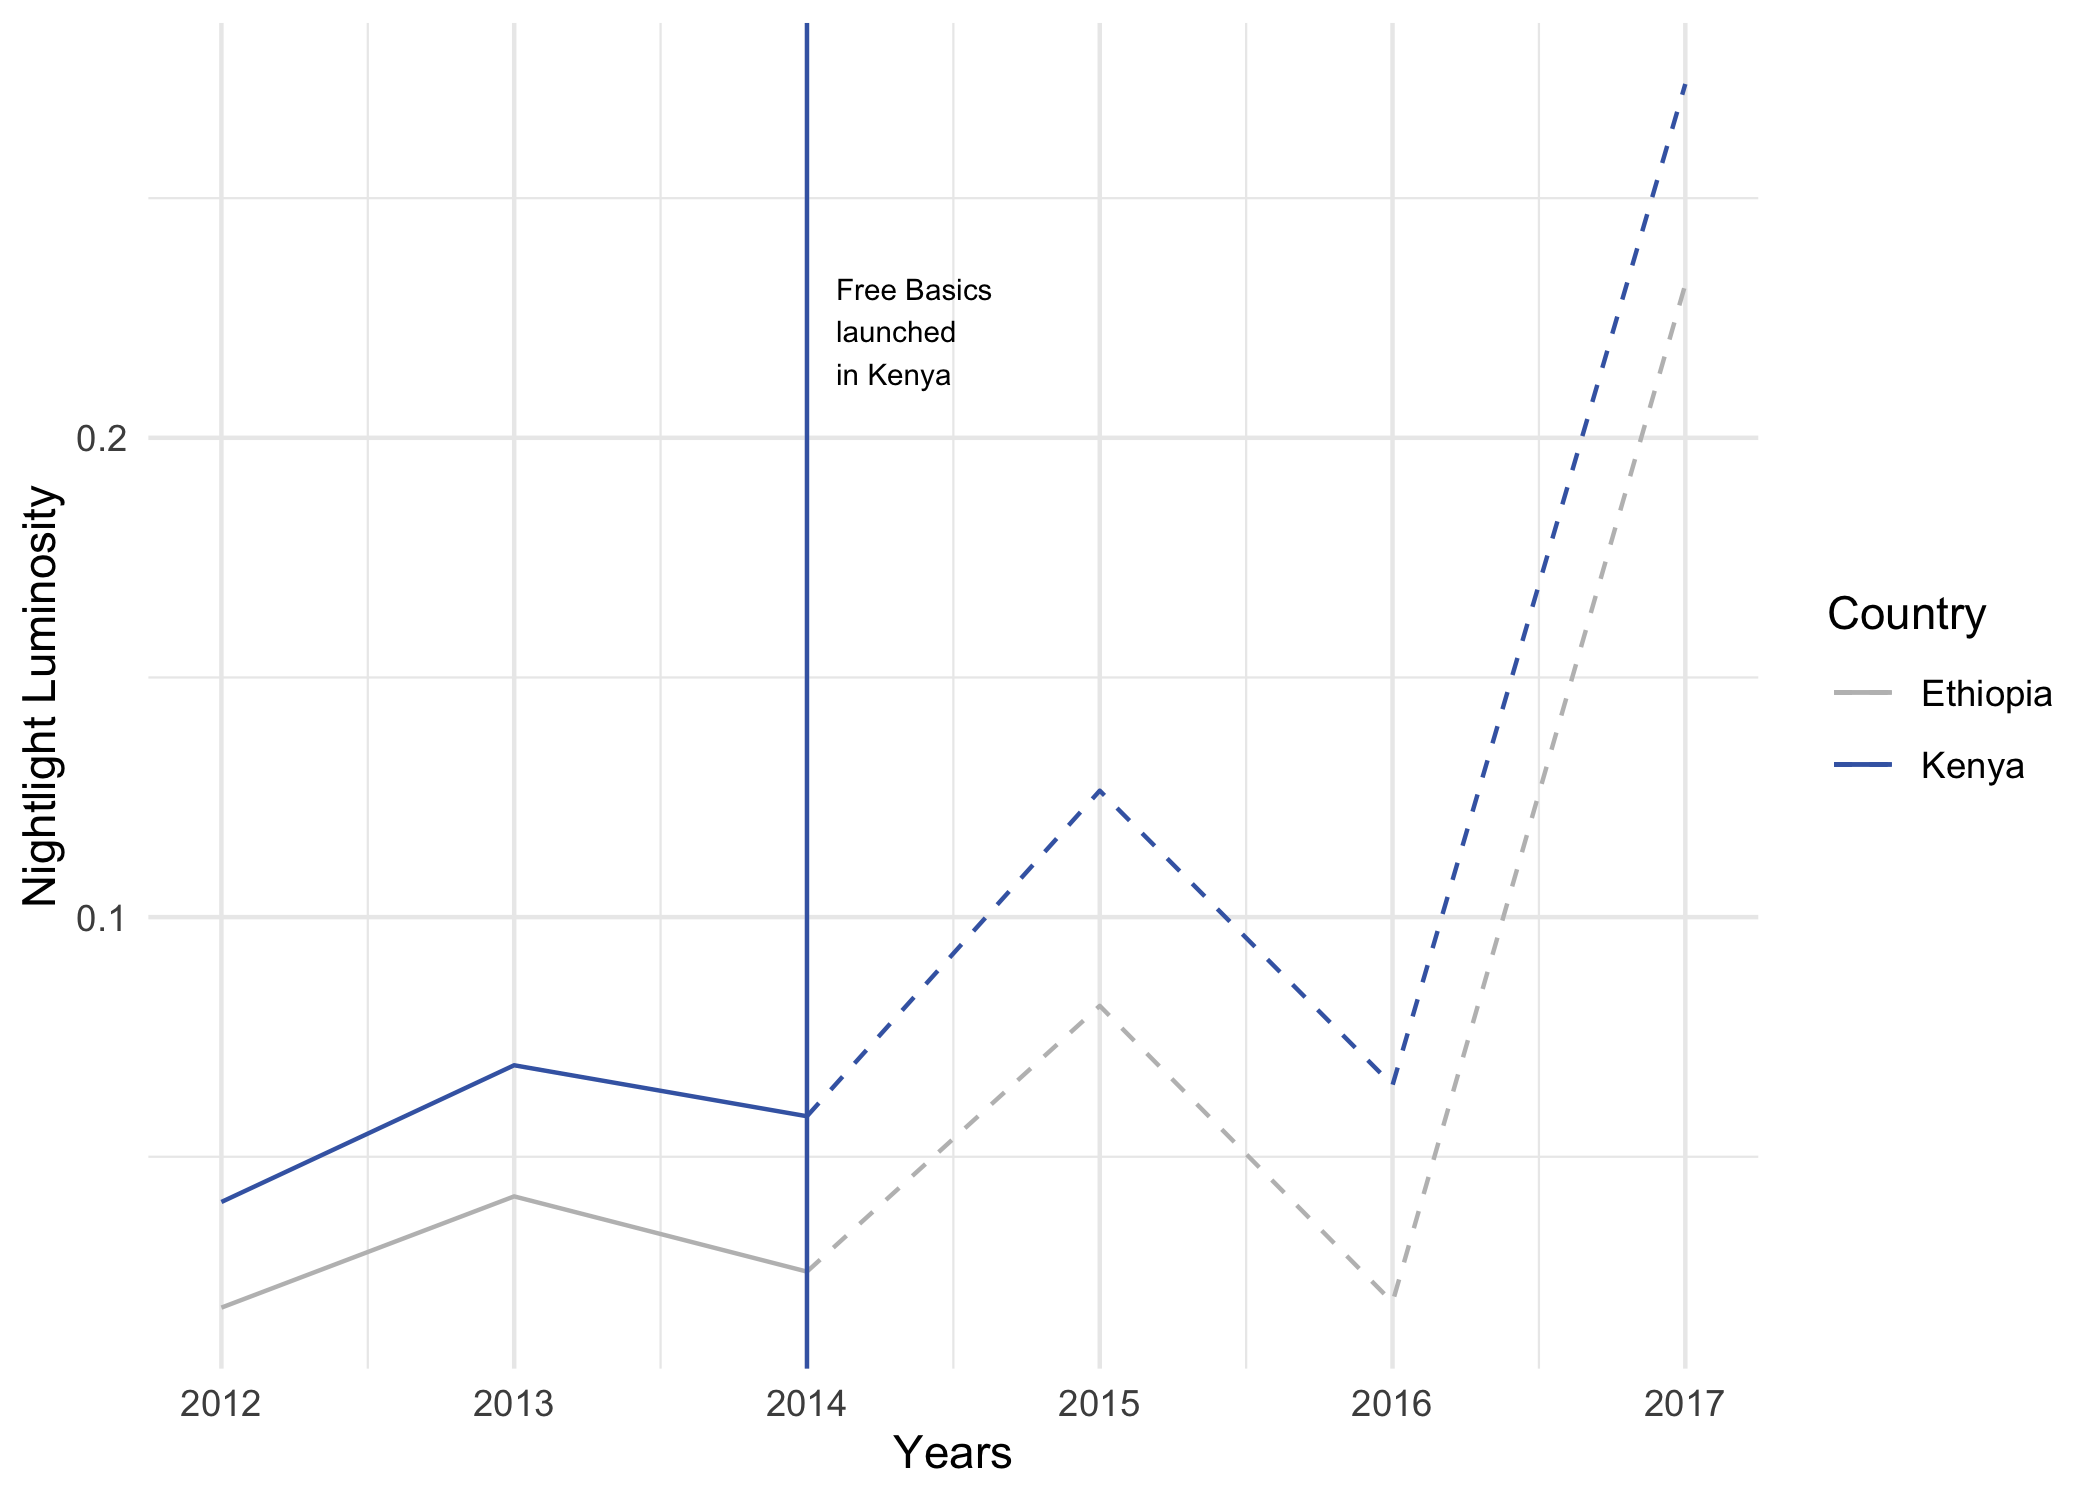 Free Basics
launched
in Kenya
0.2
0.1
Nightlight Luminosity
2012 2013 2014 2015 2016 2017
Years
Country
Ethiopia
Kenya